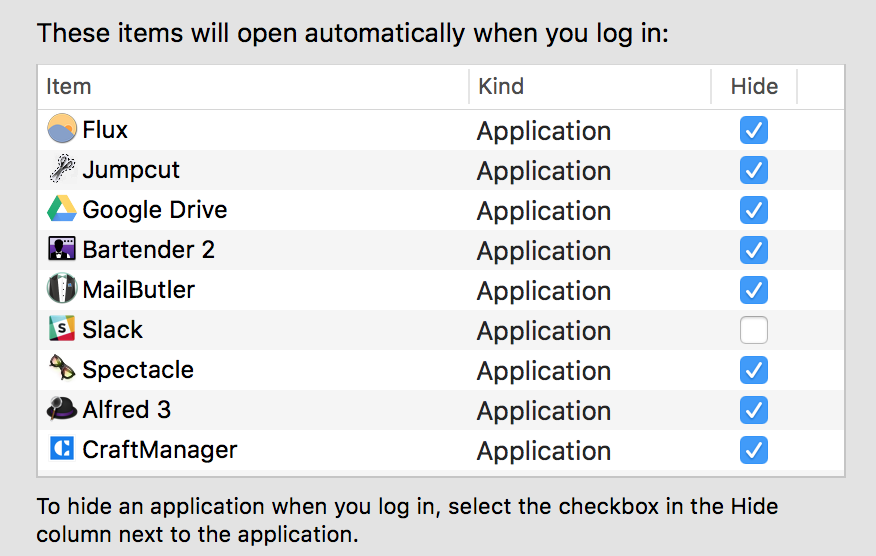 These items will open automatically when you log in:
Item Kind Hide
Flux Application
Jumpcut Application
Google Drive Application
Bartender 2 Application
MailButler Application
S Slack Application
Spectacle Application
Alfred 3 Application
C CraftManager Application
To hide an application when you log in, select the checkbox in the Hide
column next to the application.